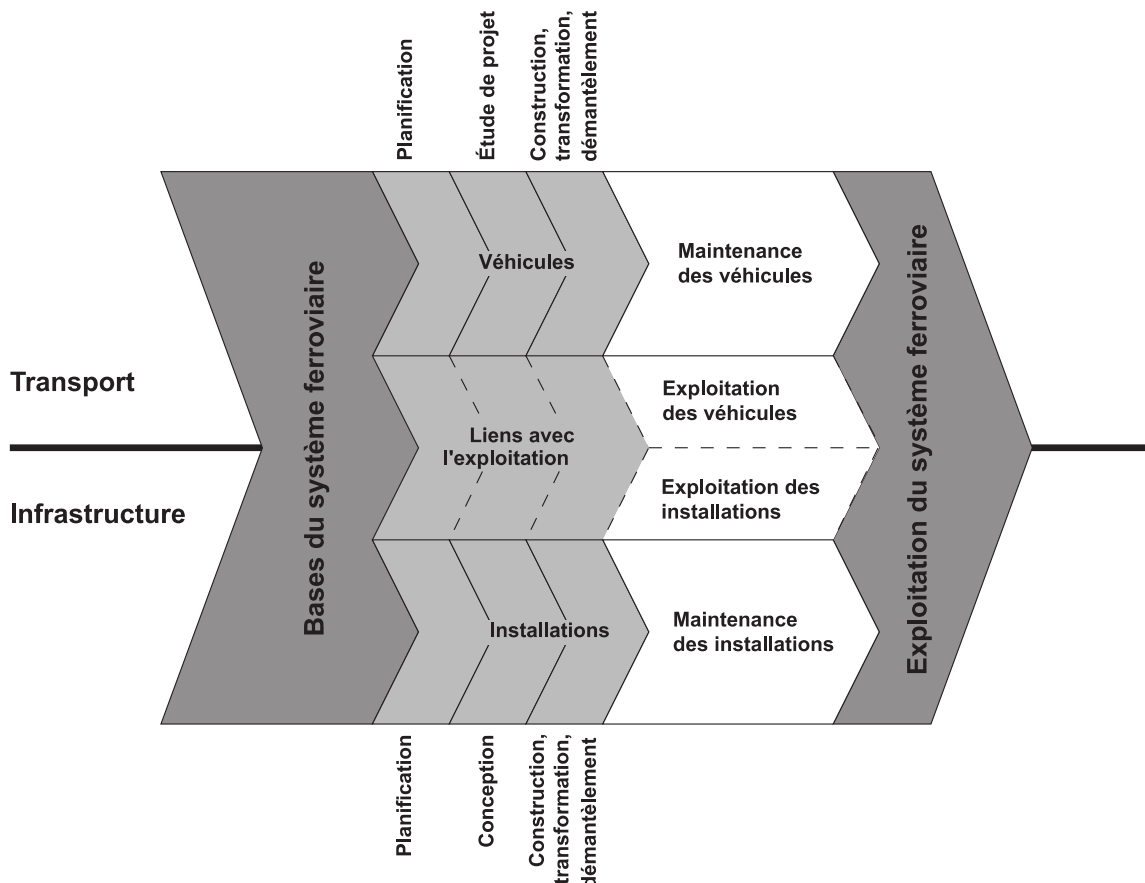 Planification
Étude de projet
Construction,
transformation,
démantèlement
Transport
Infrastructure
Bases du système ferroviaire
Véhicules
Liens avec
l'exploitation
Installations
Maintenance
des véhicules
Exploitation
des véhicules
Exploitation des
installations
Maintenance
des installations
Exploitation du système ferroviaire
Planification
Conception
Construction,
transformation,
démantèlement